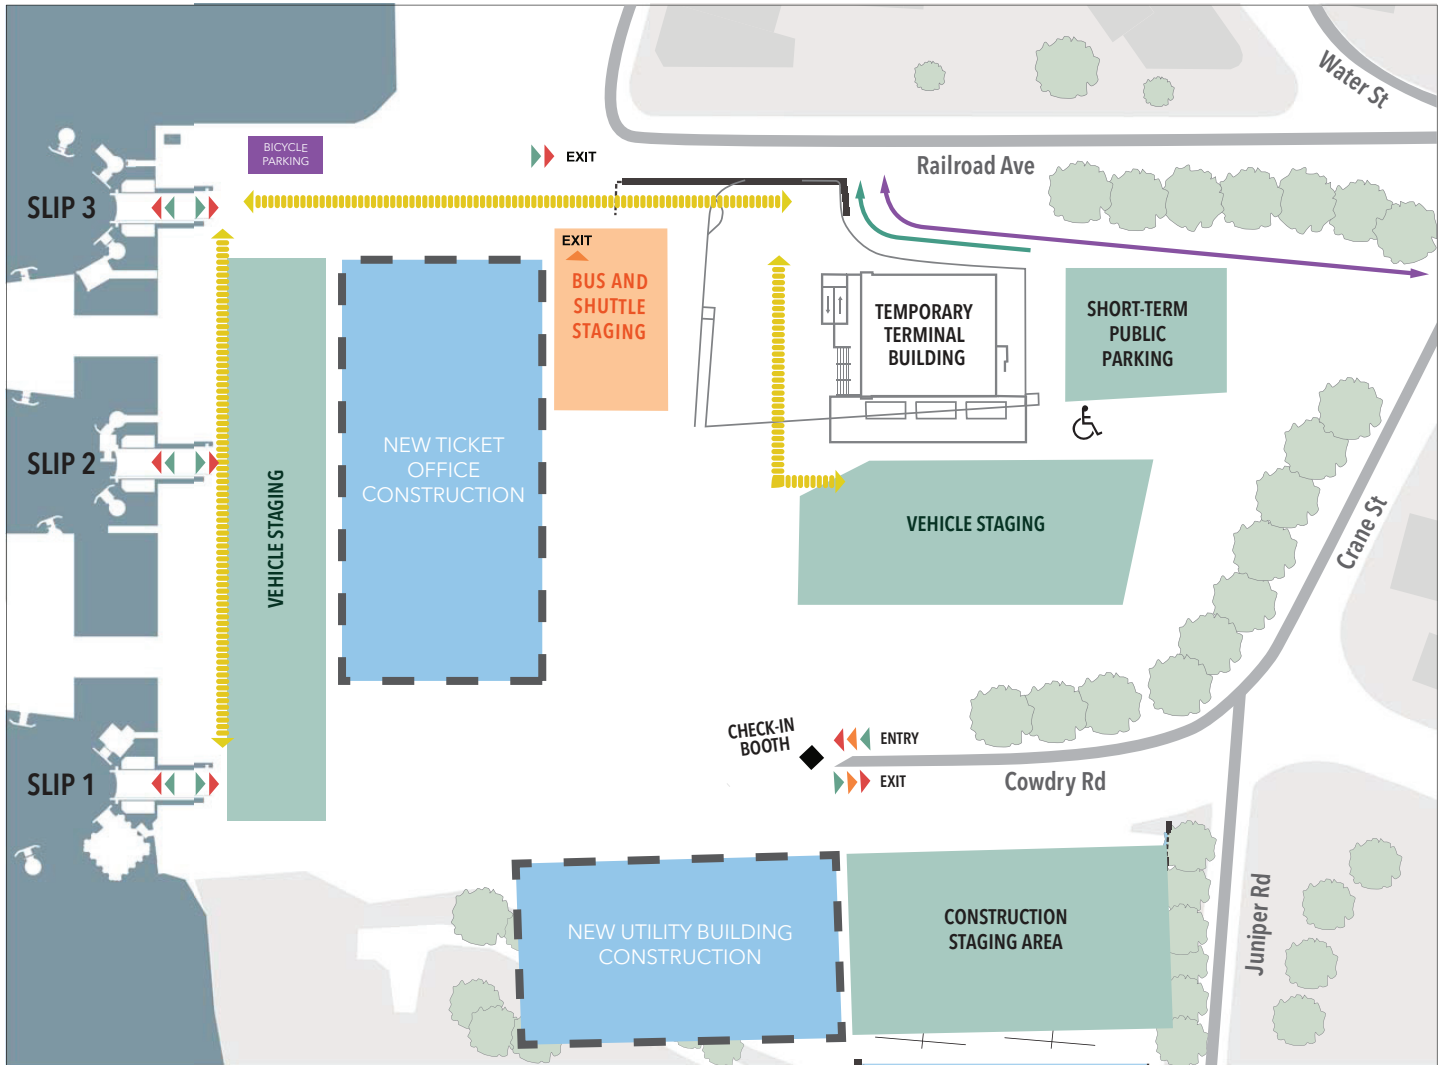 Water St
BICYCLE
PARKING
EXIT
Railroad Ave
SLIP 3
EXIT
BUS AND
SHUTTLE
STAGING
TEMPORARY
TERMINAL
BUILDING
SHORT-TERM
PUBLIC
PARKING
SLIP 2
NEW TICKET
OFFICE
CONSTRUCTION
VEHICLE STAGING
VEHICLE STAGING
Crane St
CHECK-IN
BOOTH
ENTRY
EXIT
Cowdry Rd
SLIP 1
NEW UTILITY BUILDING
CONSTRUCTION
CONSTRUCTION
STAGING AREA
Juniper Rd